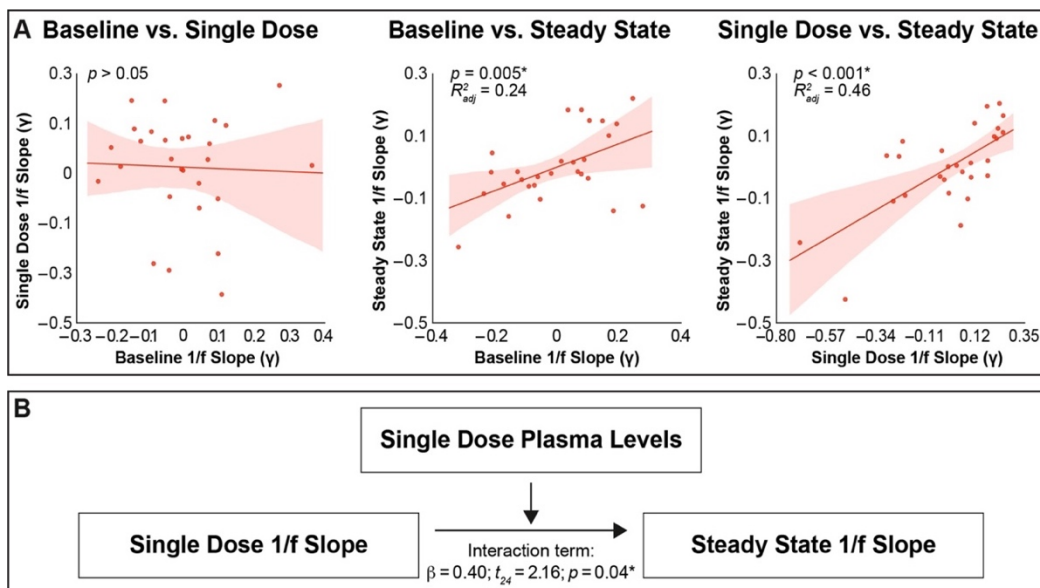 A
Baseline vs. Single Dose
p > 0.05
0.3
0.1
0
−0.1
−0.3
−0.5
Single Dose 1/f Slope (γ)
−0.3 −0.2 −0.1 0 0.1 0.2 0.3 0.4
Baseline 1/f Slope (γ)
Baseline vs. Steady State
p = 0.005*
R²adj = 0.24
0.3
0.1
0
−0.1
−0.3
−0.5
Steady State 1/f Slope (γ)
−0.4 −0.2 0 0.2 0.4
Baseline 1/f Slope (γ)
Single Dose vs. Steady State
p < 0.001*
R²adj = 0.46
0.3
0.1
0
−0.1
−0.3
−0.5
Steady State 1/f Slope (γ)
−0.80 −0.57 −0.34 −0.11 0.12 0.35
Single Dose 1/f Slope (γ)
B
Single Dose Plasma Levels
Single Dose 1/f Slope
Interaction term:
β = 0.40; t24 = 2.16; p = 0.04*
Steady State 1/f Slope